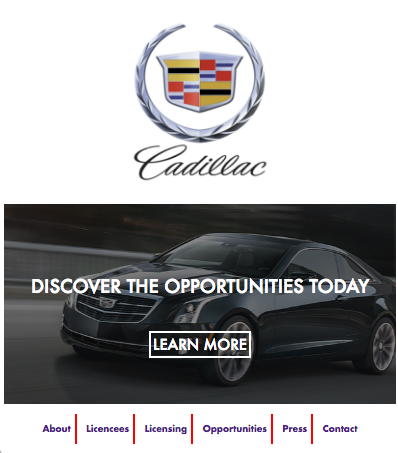 Cadillac
DISCOVER THE OPPORTUNITIES TODAY
LEARN MORE
About Licencees Licensing Opportunities Press Contact